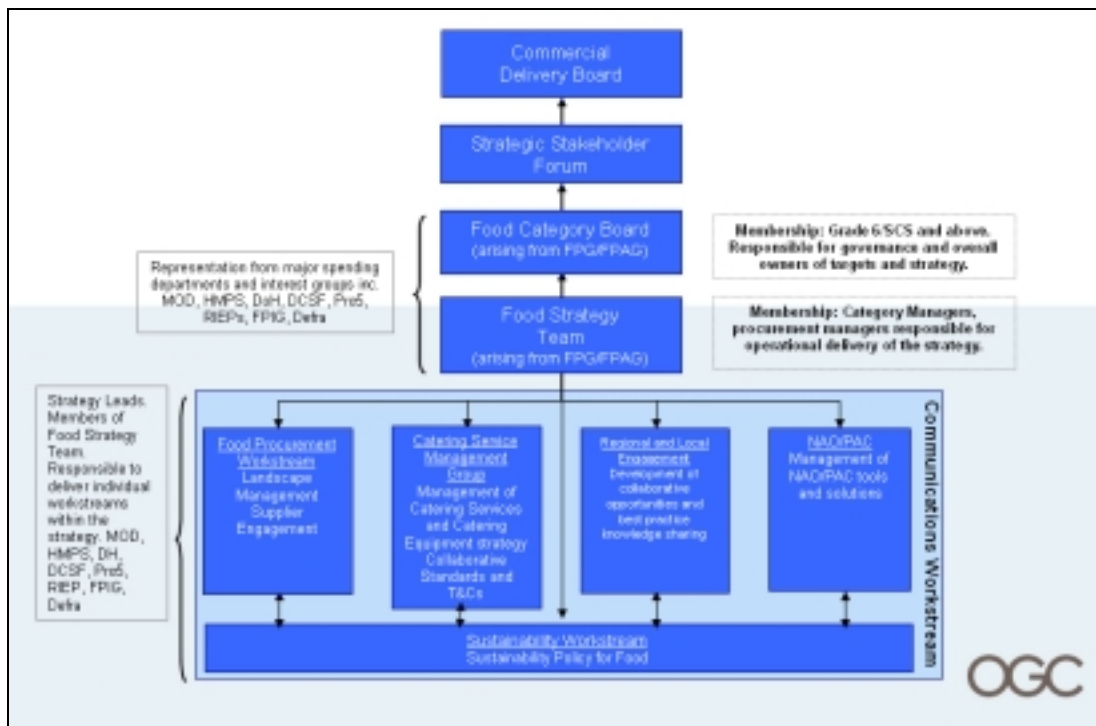 Commercial
Delivery Board
Strategic Stakeholder
Forum
Food Category Board
(arising from FPG/FPAG)
Membership: Grade 6/SCS and above.
Responsible for governance and overall
owners of targets and strategy.
Representation from major spending
departments and interest groups inc.
MOD, HMPS, DoH, DCSF, Pro5,
RIEPs, FPIG, Defra
Food Strategy
Team
(arising from FPG/FPAG)
Membership: Category Managers,
procurement managers responsible for
operational delivery of the strategy.
Strategy Leads.
Members of
Food Strategy
Team.
Responsible to
deliver individual
workstreams
within the
strategy. MOD,
HMPS, DH,
DCSF, Pro5,
RIEP, FPIG,
Defra
Food Procurement
Workstream
Landscape
Management
Supplier
Engagement
Catering Service
Management
Group
Management of
Catering Services
and Catering
Equipment strategy
Collaborative
Standards and
T&Cs
Regional and Local
Engagement
Development of
collaborative
opportunities and
best practice
knowledge sharing
NAO/PAC
Management of
NAO/PAC tools
and solutions
Communications Workstream
Sustainability Workstream
Sustainability Policy for Food
OGC